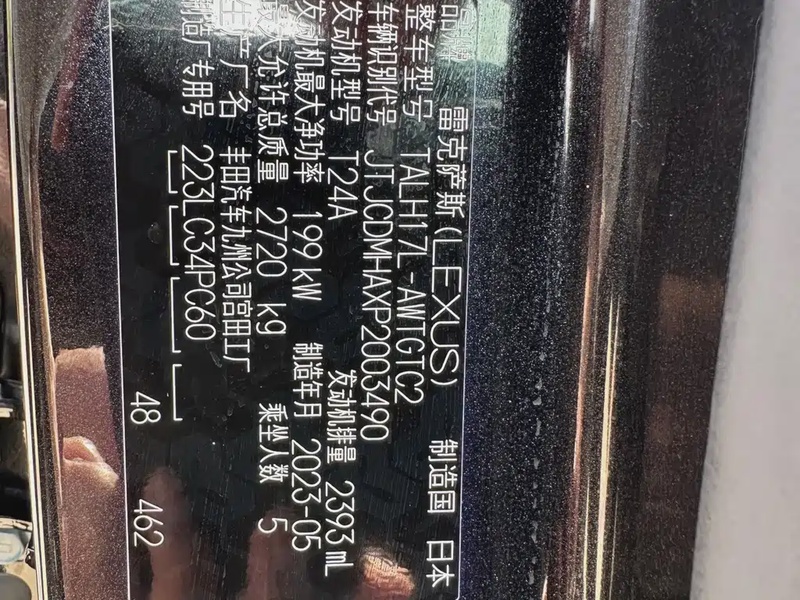 品牌 雷克萨斯(LEXUS) 制造国 日本
整车型号 TALH17L-AWTGTC2
车辆识别代号 JTJCDMHAXP2003490
发动机型号 T24A 发动机排量 2393 mL
发动机最大净功率 199 kW 制造年月 2023-05
最大允许总质量 2720 kg 乘坐人数 5
生产厂名 丰田汽车九州公司宫田工厂
制造厂专用号 223LC34PC60
48 462